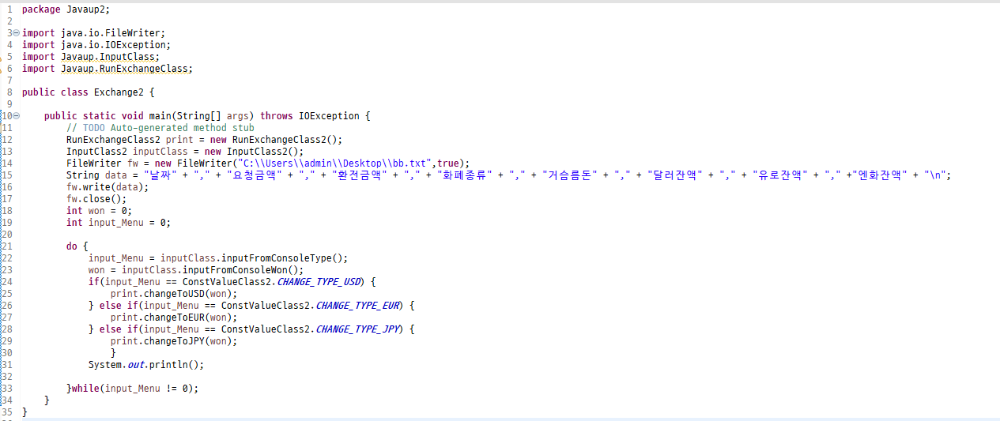 1 package Javaup2;
2
3 import java.io.FileWriter;
4 import java.io.IOException;
5 import Javaup.InputClass;
6 import Javaup.RunExchangeClass;
7
8 public class Exchange2 {
9
10 public static void main(String[] args) throws IOException {
11 // TODO Auto-generated method stub
12 RunExchangeClass2 print = new RunExchangeClass2();
13 InputClass2 inputClass = new InputClass2();
14 FileWriter fw = new FileWriter("C:\\Users\\admin\\Desktop\\bb.txt",true);
15 String data = "날짜" + "," + "요청금액" + "," + "환전금액" + "," + "화폐종류" + "," + "거슬름돈" + "," + "달러잔액" + "," + "유로잔액" + "," +"엔화잔액" + "\n";
16 fw.write(data);
17 fw.close();
18 int won = 0;
19 int input_Menu = 0;
20
21 do {
22 input_Menu = inputClass.inputFromConsoleType();
23 won = inputClass.inputFromConsoleWon();
24 if(input_Menu == ConstValueClass2.CHANGE_TYPE_USD) {
25 print.changeToUSD(won);
26 } else if(input_Menu == ConstValueClass2.CHANGE_TYPE_EUR) {
27 print.changeToEUR(won);
28 } else if(input_Menu == ConstValueClass2.CHANGE_TYPE_JPY) {
29 print.changeToJPY(won);
30 }
31 System.out.println();
32
33 }while(input_Menu != 0);
34 }
35 }